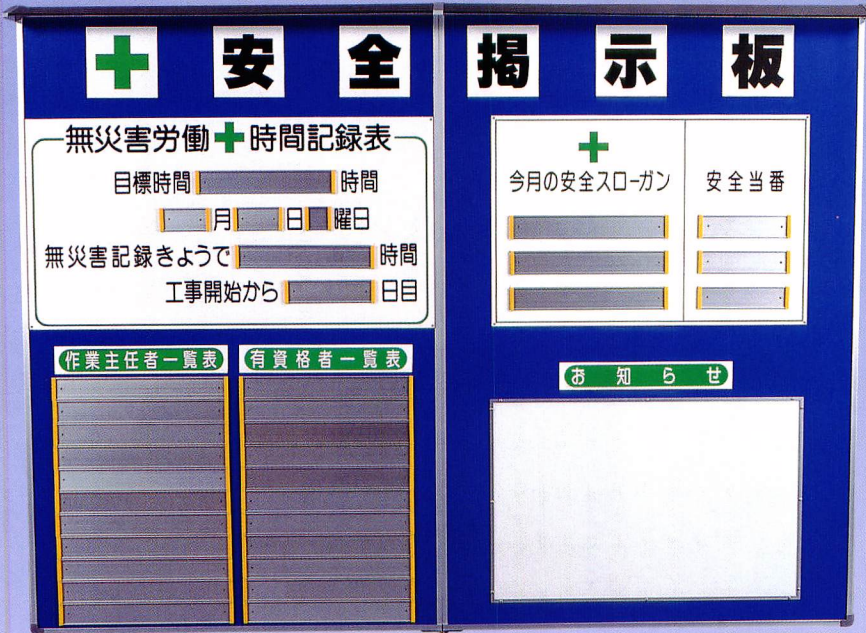 安全掲示板
無災害労働 時間記録表
目標時間 時間
月 日 曜日
無災害記録きょうで 時間
工事開始から 日目
今月の安全スローガン
安全当番
作業主任者一覧表
有資格者一覧表
お知らせ